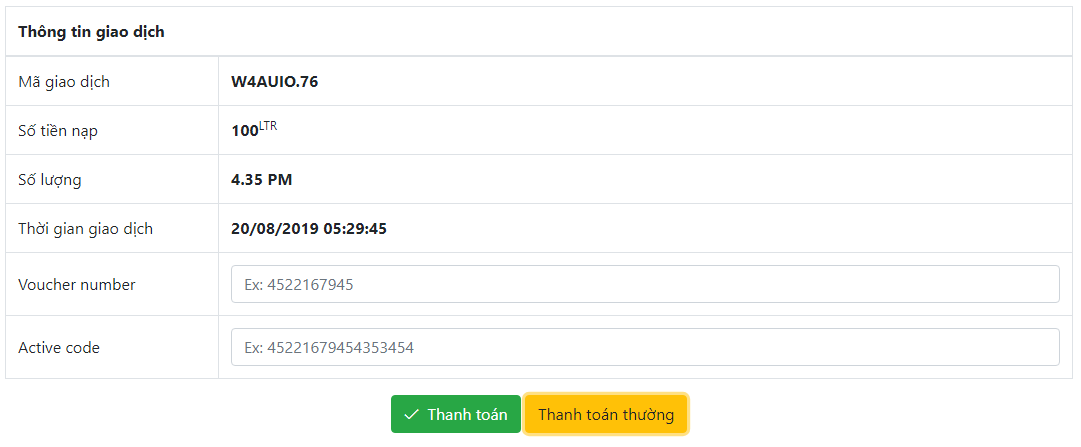 Thông tin giao dịch
Mã giao dịch W4AUIO.76
Số tiền nạp 100LTR
Số lượng 4.35 PM
Thời gian giao dịch 20/08/2019 05:29:45
Voucher number Ex: 4522167945
Active code Ex: 45221679454353454
Thanh toán Thanh toán thường